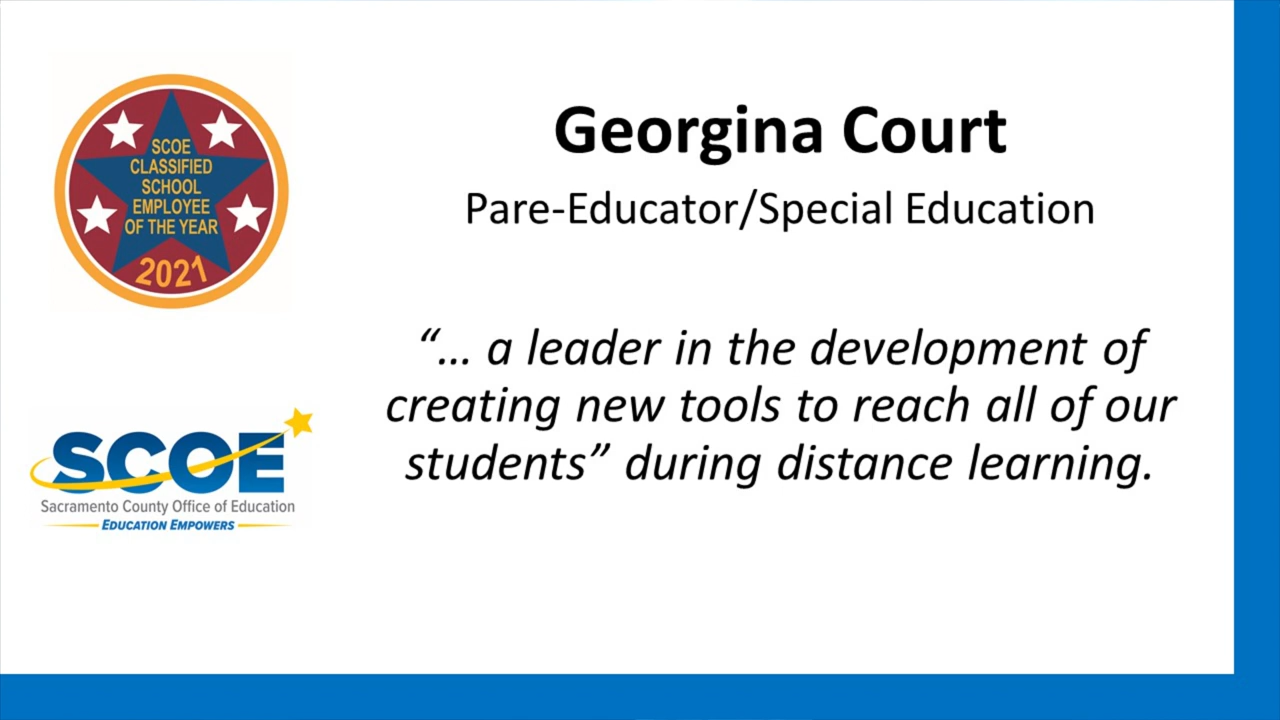 SCOE
CLASSIFIED
SCHOOL
EMPLOYEE
OF THE YEAR
2021
Georgina Court
Pare-Educator/Special Education
“… a leader in the development of
creating new tools to reach all of our
students” during distance learning.
SCOE
Sacramento County Office of Education
EDUCATION EMPOWERS